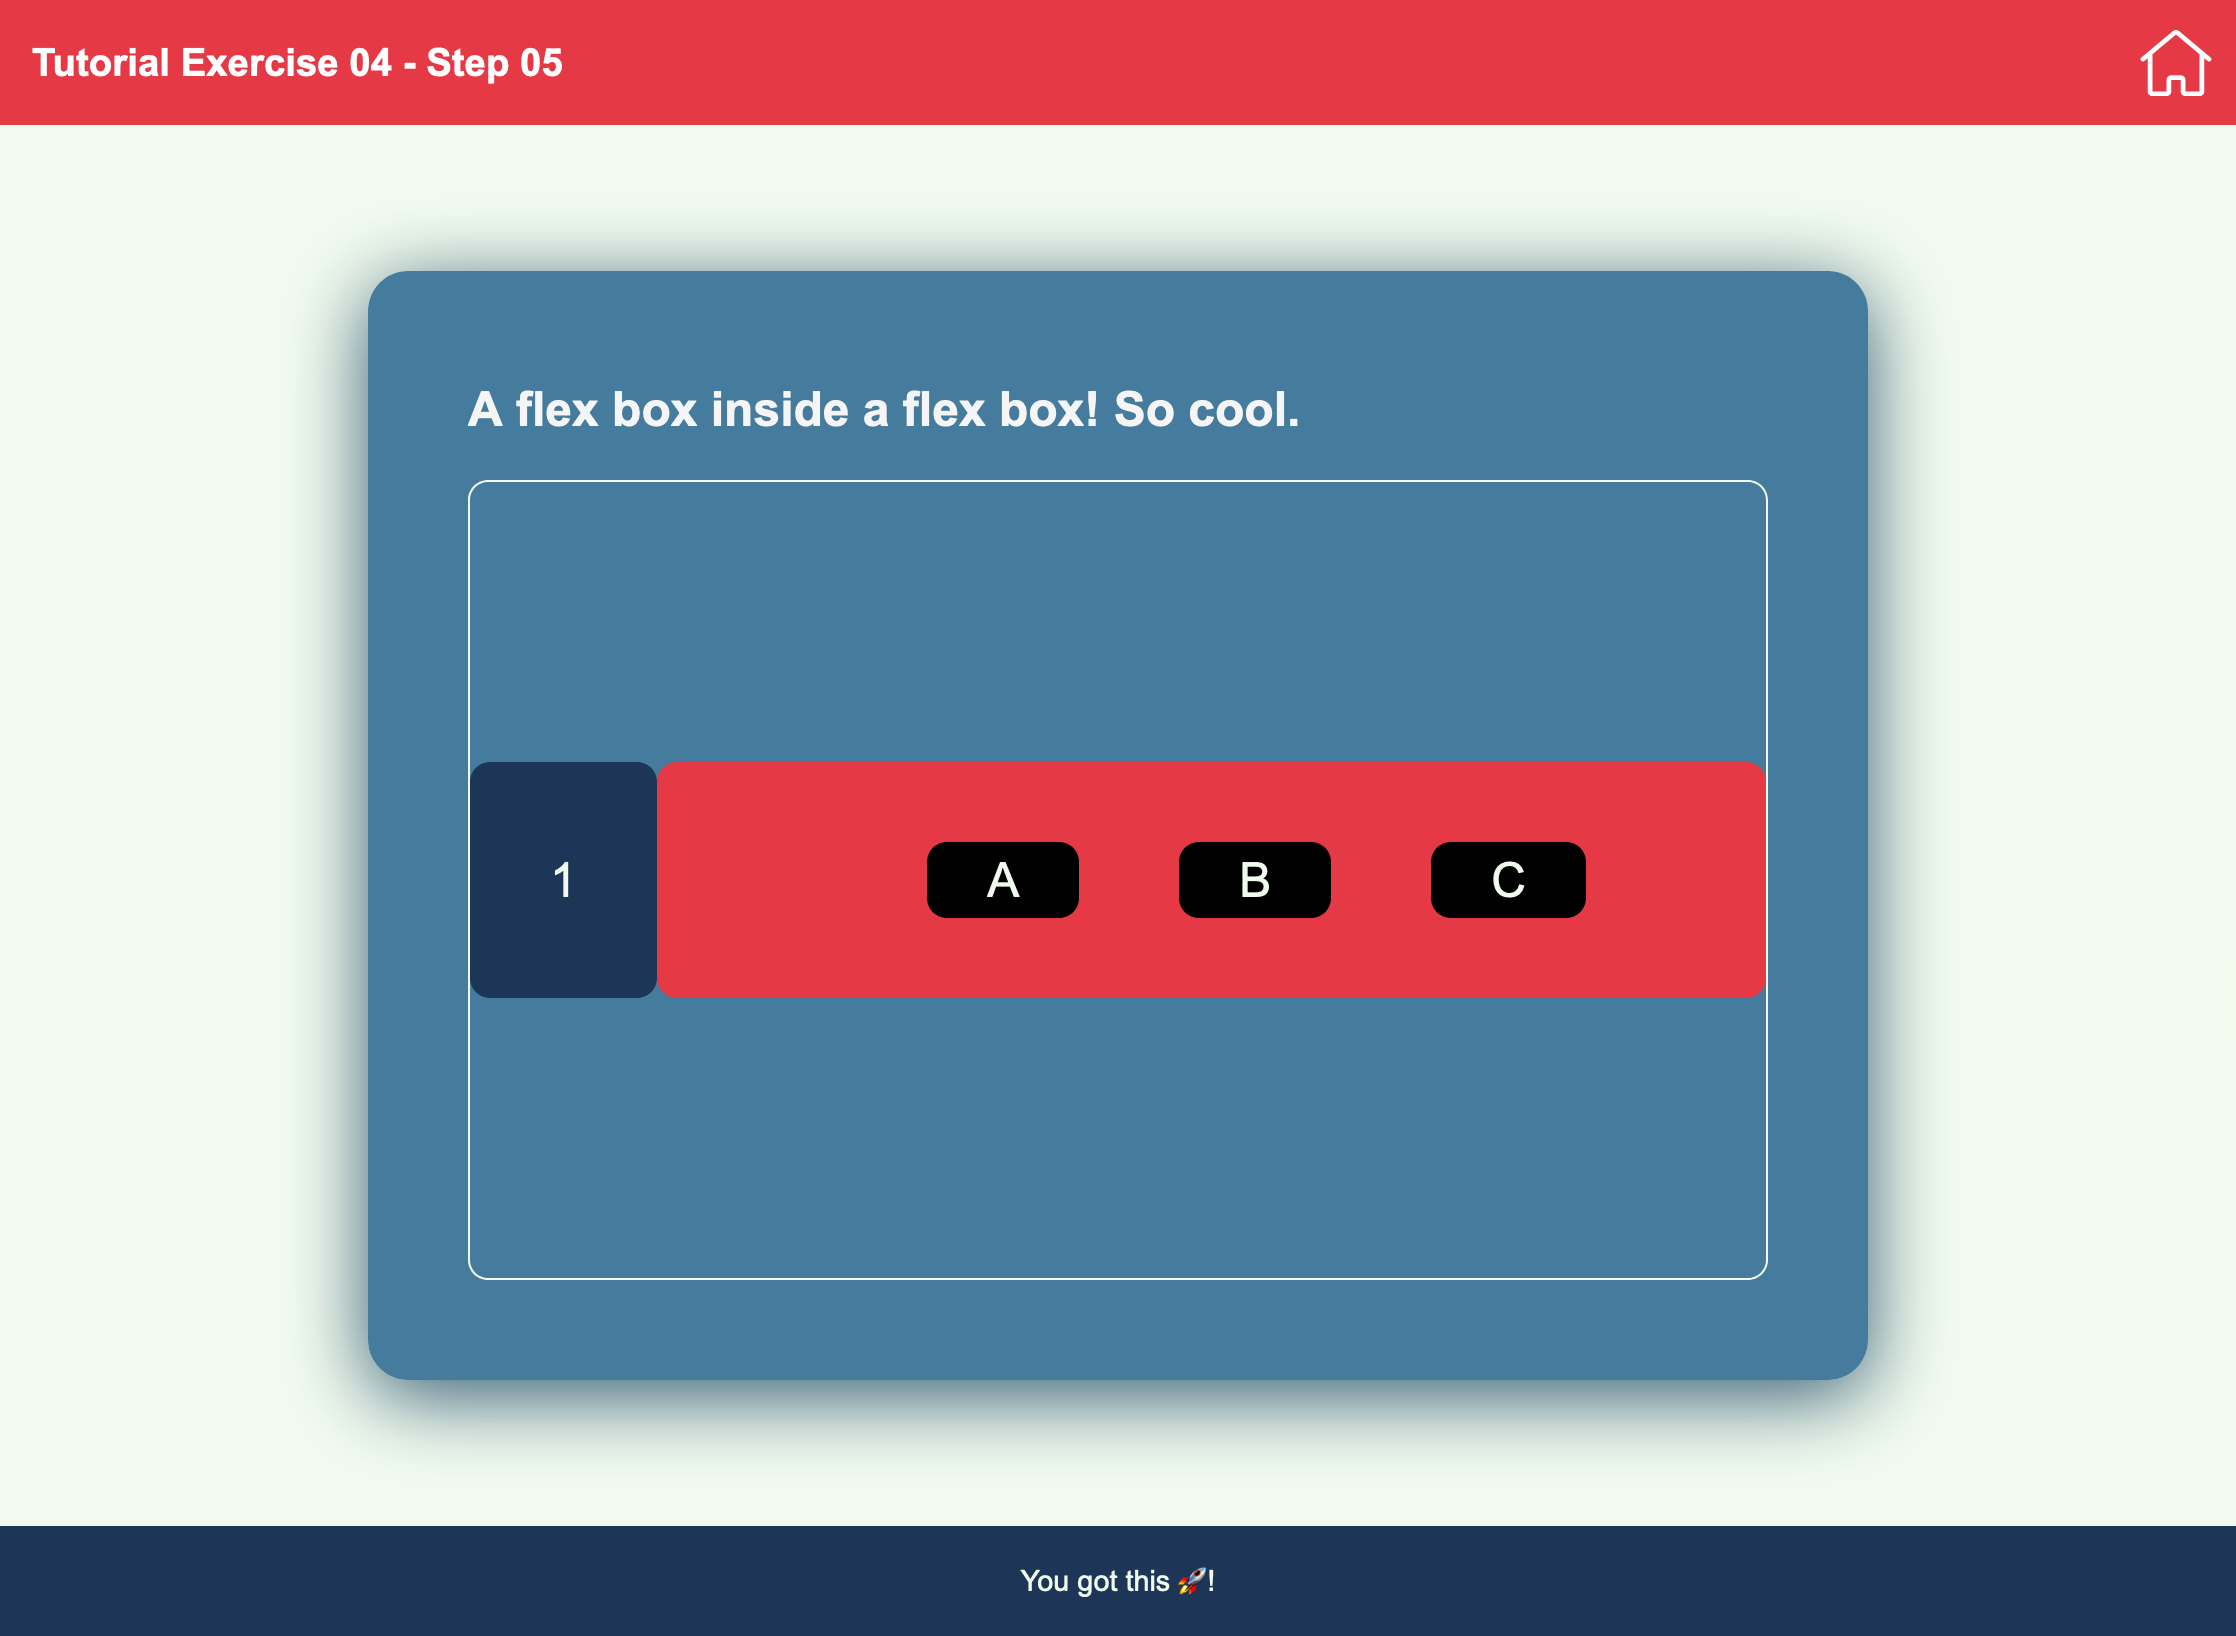 Tutorial Exercise 04 - Step 05
A flex box inside a flex box! So cool.
1 A B C
You got this 🚀!